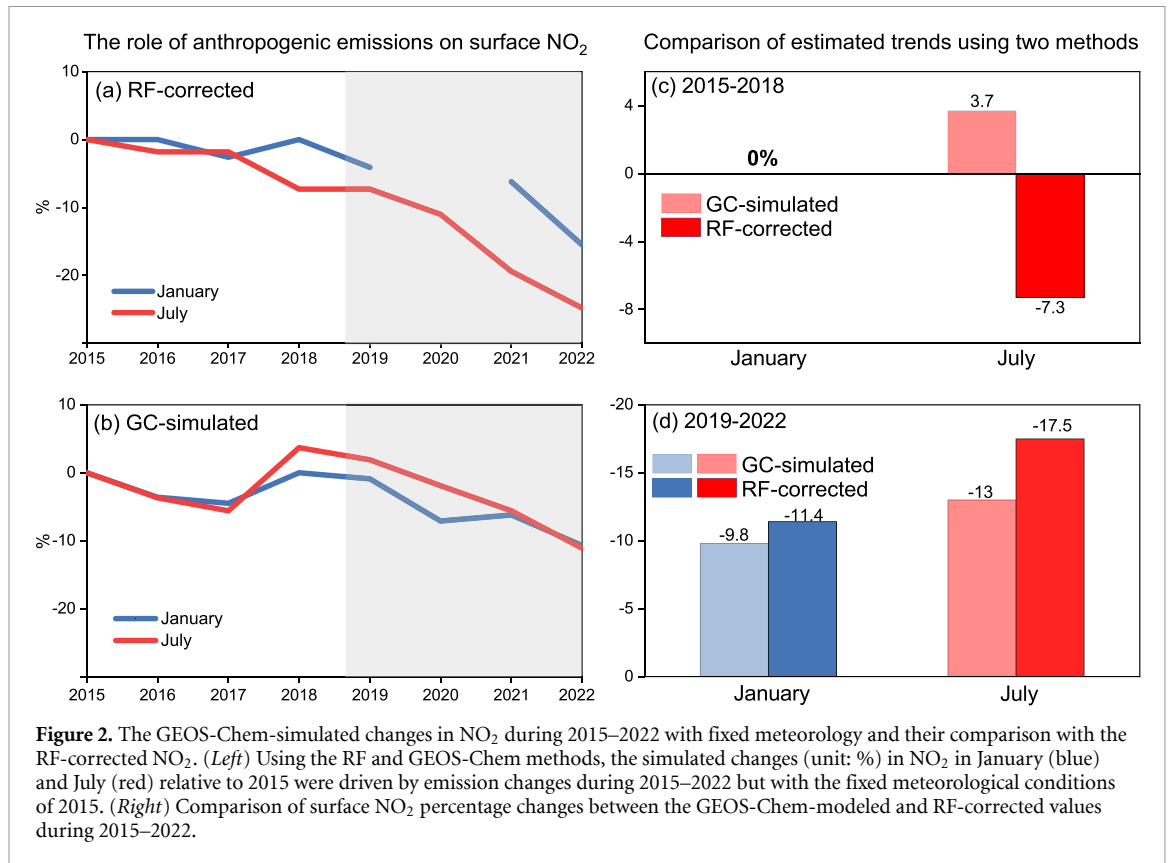 The role of anthropogenic emissions on surface NO₂
Comparison of estimated trends using two methods
(a) RF-corrected
10
0
-10
-20
%
January
July
2015 2016 2017 2018 2019 2020 2021 2022
(b) GC-simulated
10
0
-10
-20
%
January
July
2015 2016 2017 2018 2019 2020 2021 2022
(c) 2015-2018
4
0
-4
-8
3.7
0%
GC-simulated
RF-corrected
-7.3
January July
(d) 2019-2022
-20
-15
-10
-5
0
GC-simulated
RF-corrected
-9.8
-11.4
-13
-17.5
January July
Figure 2. The GEOS-Chem-simulated changes in NO₂ during 2015–2022 with fixed meteorology and their comparison with the
RF-corrected NO₂. (Left) Using the RF and GEOS-Chem methods, the simulated changes (unit: %) in NO₂ in January (blue)
and July (red) relative to 2015 were driven by emission changes during 2015–2022 but with the fixed meteorological conditions
of 2015. (Right) Comparison of surface NO₂ percentage changes between the GEOS-Chem-modeled and RF-corrected values
during 2015–2022.